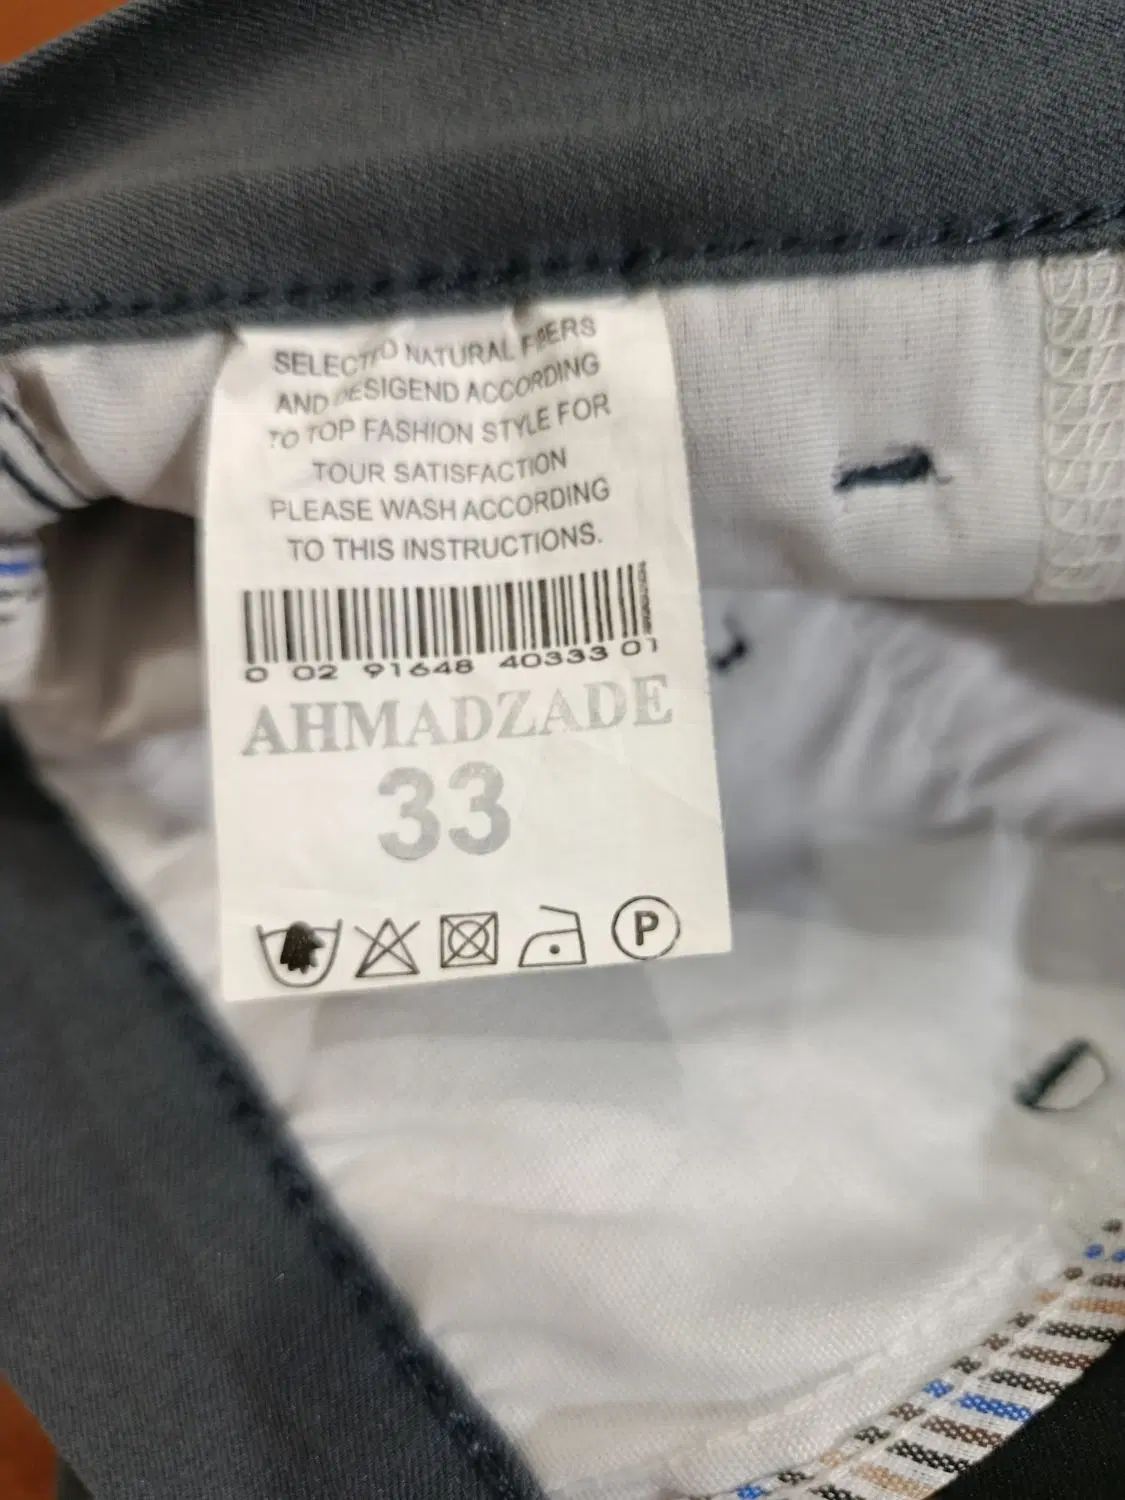 SELECTED NATURAL FIBERS
AND DESIGEND ACCORDING
TO TOP FASHION STYLE FOR
TOUR SATISFACTION
PLEASE WASH ACCORDING
TO THIS INSTRUCTIONS.
0 02 91648 40333 01
AHMADZADE
33
P